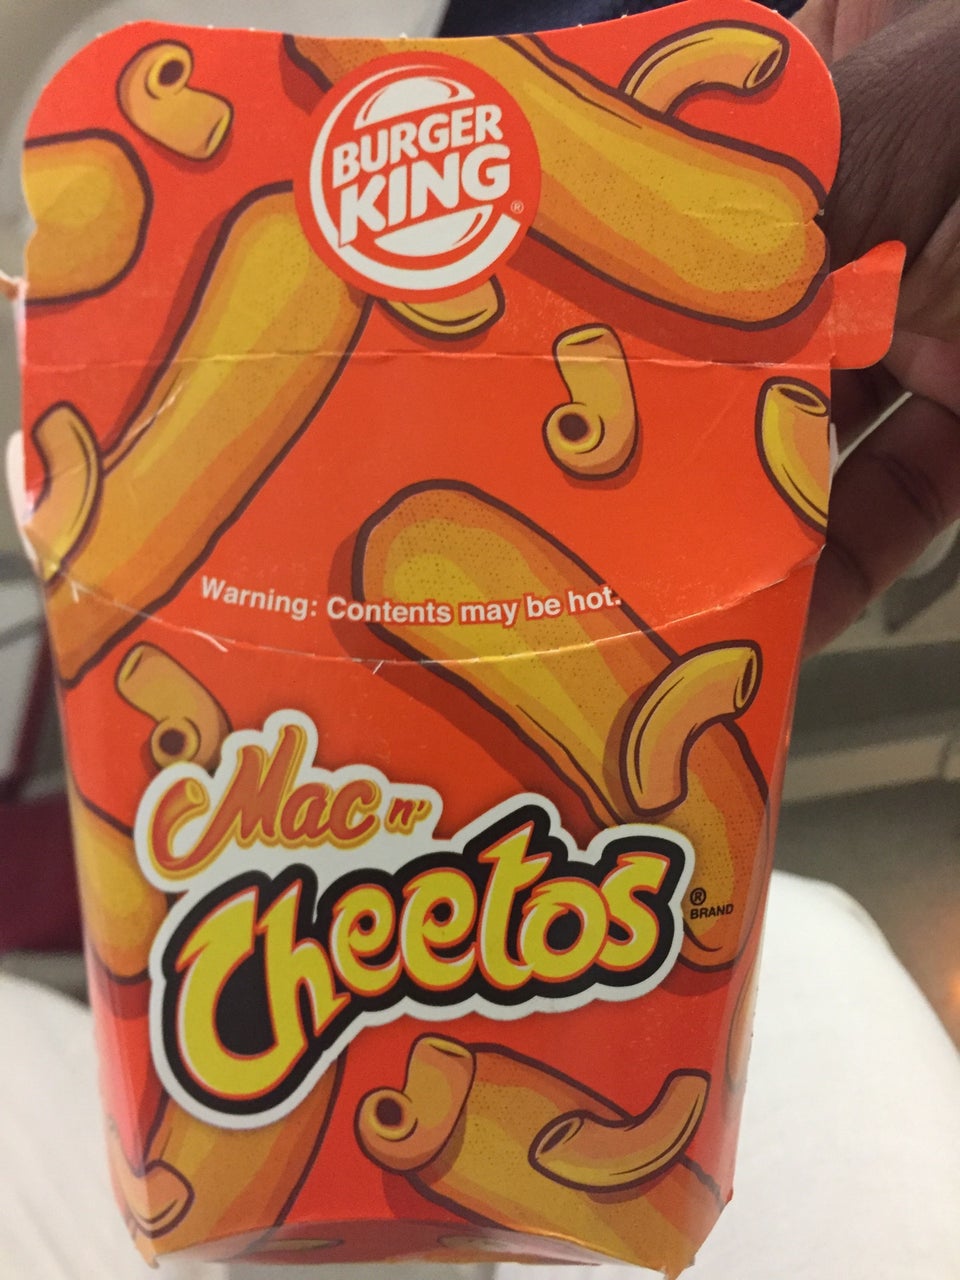 BURGER
KING®
Warning: Contents may be hot.
Mac n'
Cheetos
®
BRAND